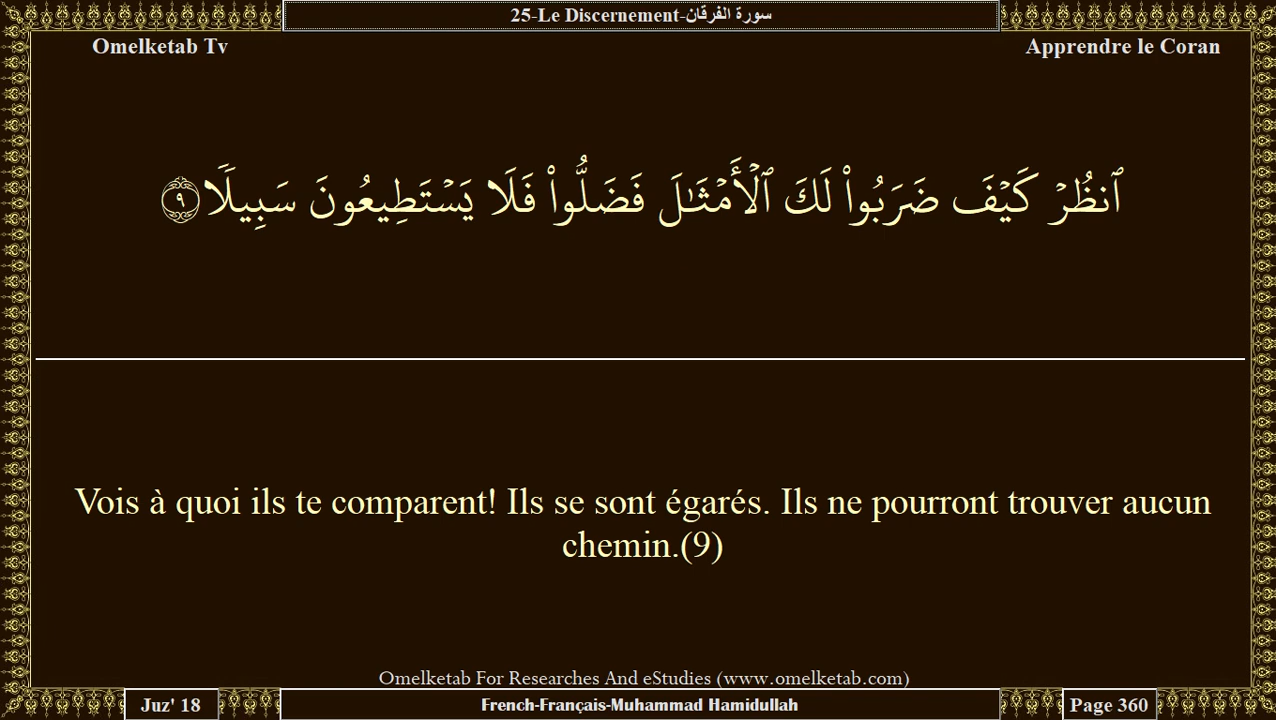 25-Le Discernement-سورة الفرقان
Omelketab Tv
Apprendre le Coran
ٱنظُرۡ كَيۡفَ ضَرَبُواْ لَكَ ٱلۡأَمۡثَٰلَ فَضَلُّواْ فَلَا يَسۡتَطِيعُونَ سَبِيلٗا ٩
Vois à quoi ils te comparent! Ils se sont égarés. Ils ne pourront trouver aucun
chemin.(9)
Omelketab For Researches And eStudies (www.omelketab.com)
Juz' 18
French-Français-Muhammad Hamidullah
Page 360